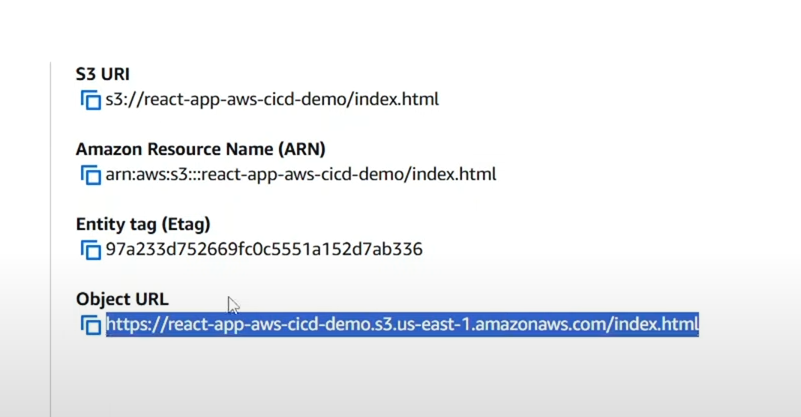 S3 URI
s3://react-app-aws-cicd-demo/index.html
Amazon Resource Name (ARN)
arn:aws:s3:::react-app-aws-cicd-demo/index.html
Entity tag (Etag)
97a233d752669fc0c5551a152d7ab336
Object URL
https://react-app-aws-cicd-demo.s3.us-east-1.amazonaws.com/index.html